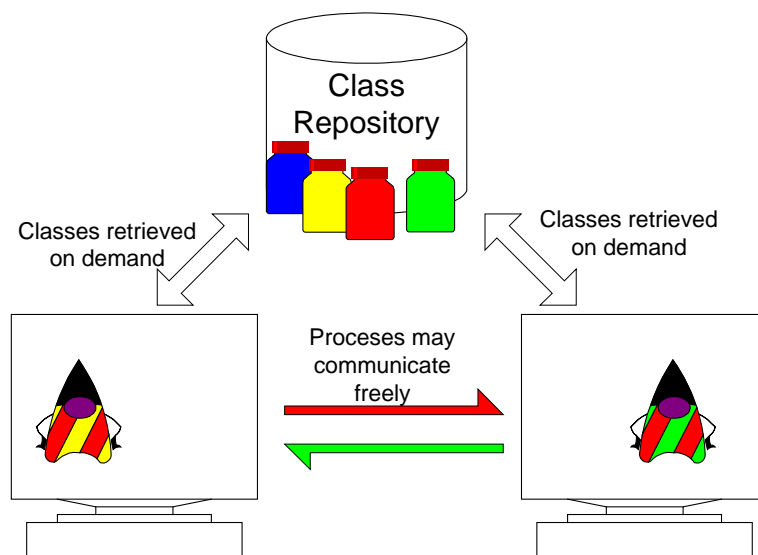 Class
Repository
Classes retrieved
on demand
Classes retrieved
on demand
Proceses may
communicate
freely